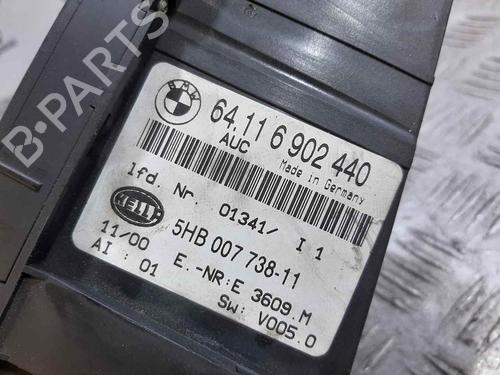 B-PARTS
BMW
64.11 6 902 440
AUC
Made in Germany
lfd. Nr. 01341/ I 1
HELLA
5HB 007 738-11
11/00
E.-NR:E 3609.M
AI : 01
SW: V005.0